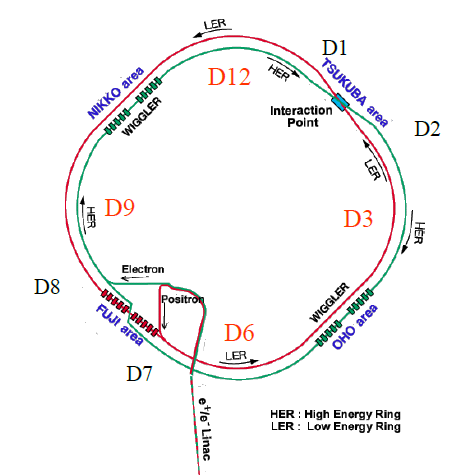 LER
D1
D12
HER
TSUKUBA area
NIKKO area
WIGGLER
Interaction
Point
D2
LER
D9
HER
D3
HER
Electron
D8
Positron
WIGGLER
FUJI area
D6
OHO area
LER
D7
e+/e- Linac
HER : High Energy Ring
LER : Low Energy Ring